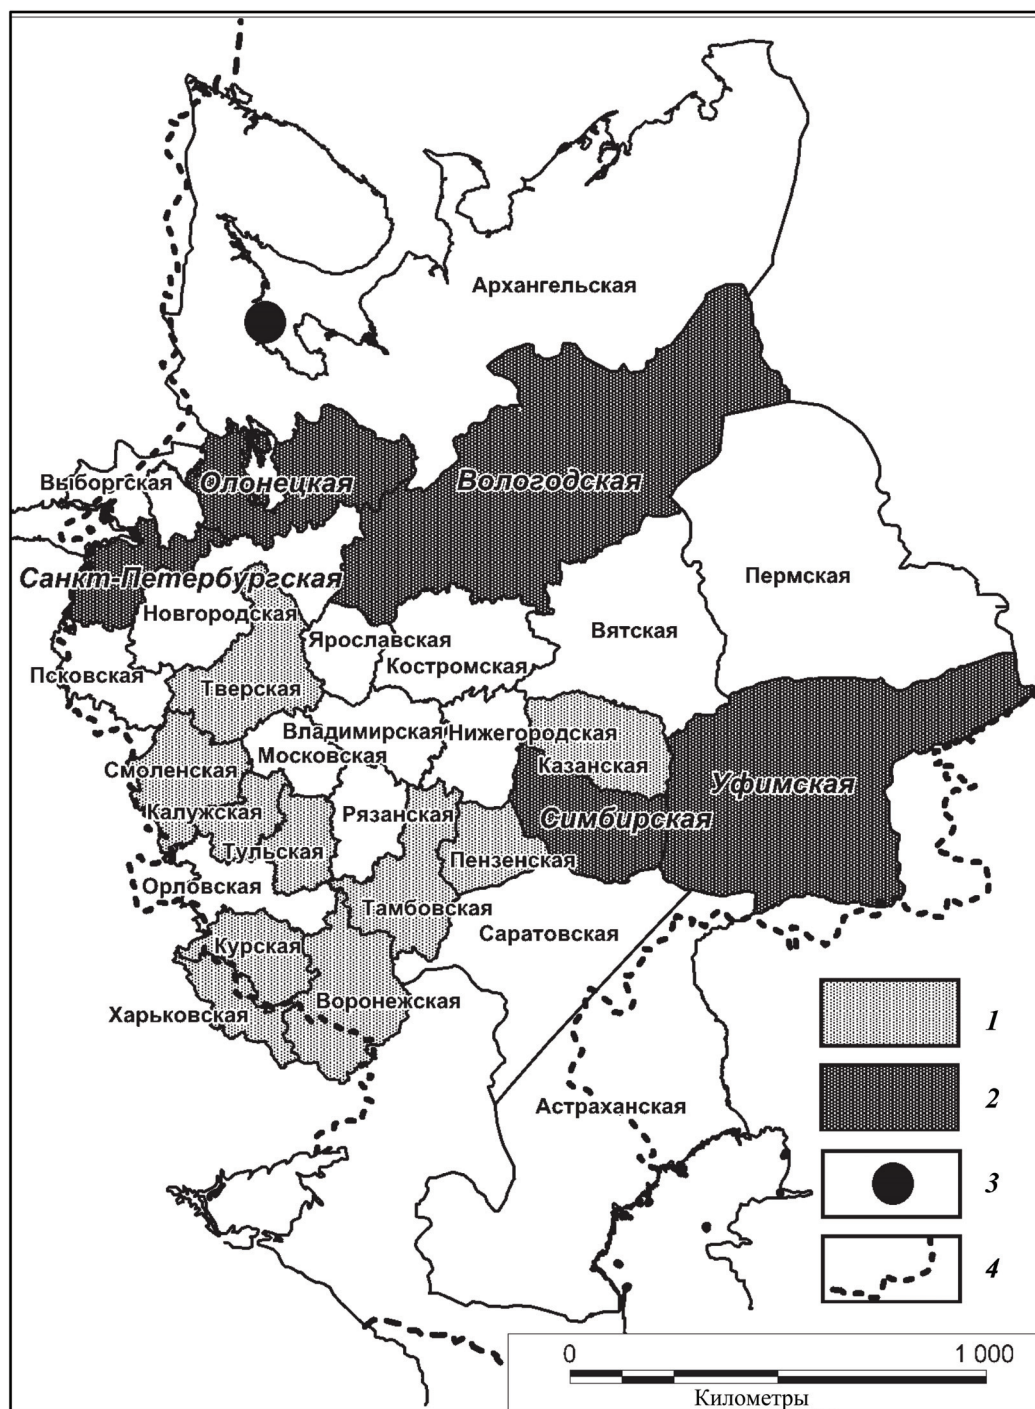 Архангельская
Выборгская
Олонецкая
Вологодская
Санкт-Петербургская
Пермская
Новгородская
Ярославская
Вятская
Костромская
Псковская
Тверская
Владимирская
Нижегородская
Московская
Смоленская
Казанская
Уфимская
Калужская
Рязанская
Симбирская
Тульская
Пензенская
Орловская
Тамбовская
Саратовская
Курская
Воронежская
Харьковская
1
Астраханская
2
3
4
0 1 000
Километры